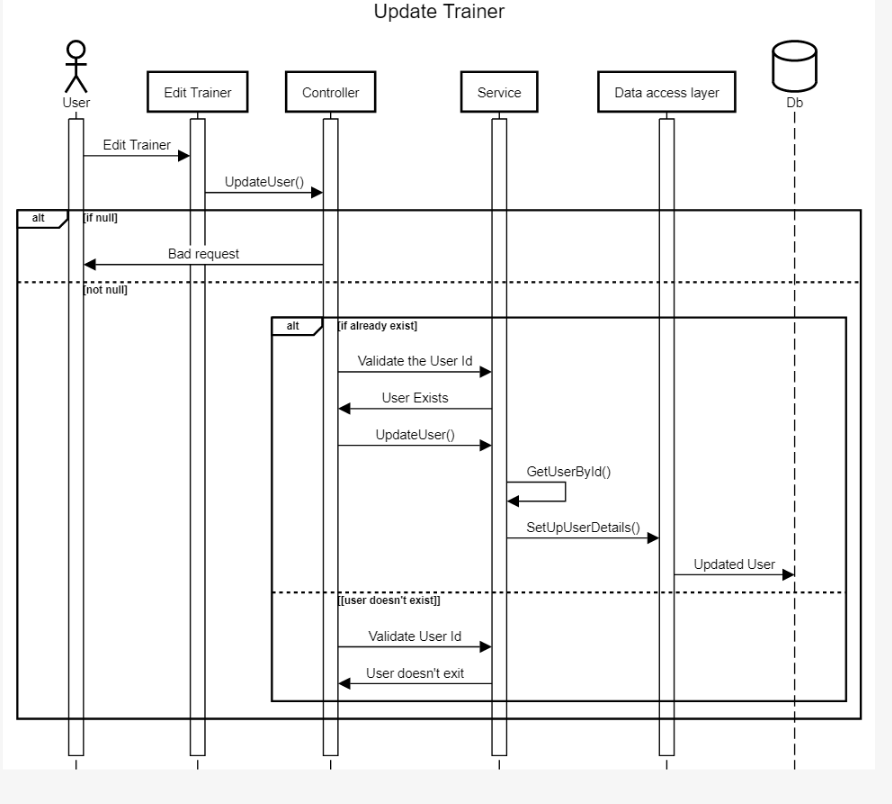 Update Trainer
User
Edit Trainer
Controller
Service
Data access layer
Db
Edit Trainer
UpdateUser()
alt
[if null]
Bad request
[not null]
alt
[if already exist]
Validate the User Id
User Exists
UpdateUser()
GetUserById()
SetUpUserDetails()
Updated User
[[user doesn't exist]]
Validate User Id
User doesn't exit